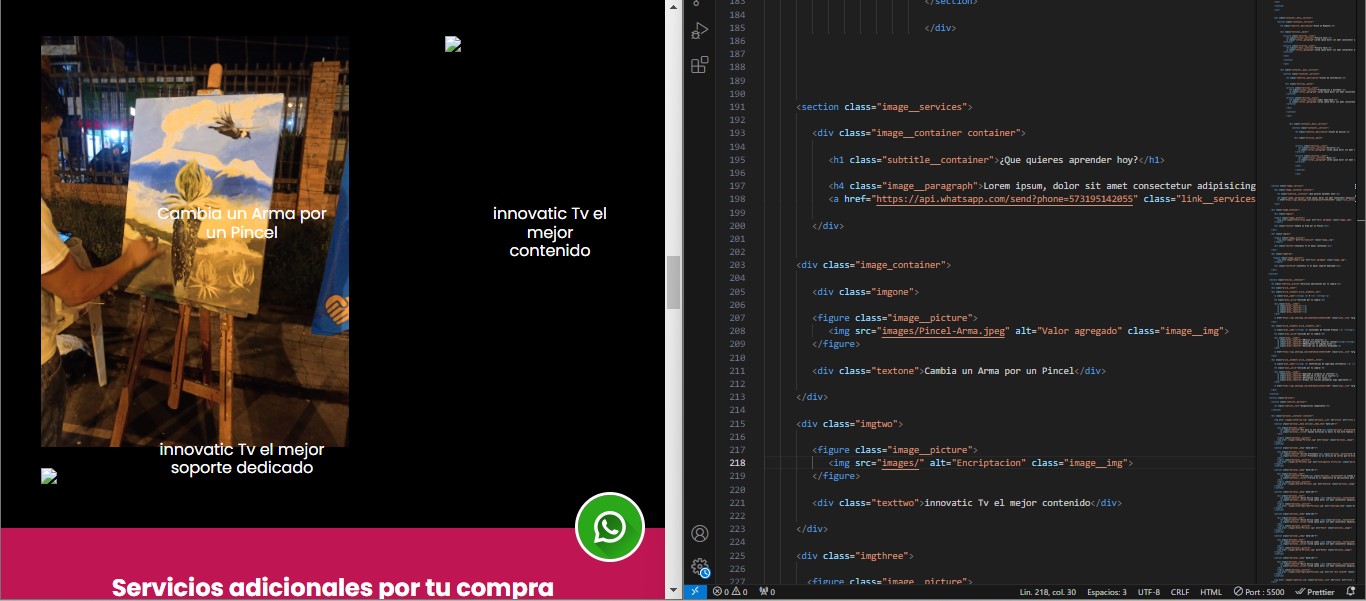 Cambia un Arma por
un Pincel
innovatic Tv el
mejor
contenido
innovatic Tv el mejor
soporte dedicado
Servicios adicionales por tu compra
183 </section>
184
185 </div>
186
187
188
189
190
191 <section class="image__services">
192
193 <div class="image__container container">
194
195 <h1 class="subtitle__container">¿Que quieres aprender hoy?</h1>
196
197 <h4 class="image__paragraph">Lorem ipsum, dolor sit amet consectetur adipisicing
198 <a href="https://api.whatsapp.com/send?phone=573195142055" class="link__services
199
200 </div>
201
202
203 <div class="image_container">
204
205 <div class="imgone">
206
207 <figure class="image__picture">
208 <img src="images/Pincel-Arma.jpeg" alt="Valor agregado" class="image__img">
209 </figure>
210
211 <div class="textone">Cambia un Arma por un Pincel</div>
212
213 </div>
214
215 <div class="imgtwo">
216
217 <figure class="image__picture">
218 <img src="images/" alt="Encriptacion" class="image__img">
219 </figure>
220
221 <div class="texttwo">innovatic Tv el mejor contenido</div>
222
223 </div>
224
225 <div class="imgthree">
226
227 <figure class="image__picture">
0 0 0 Lín. 218, col. 30 Espacios: 3 UTF-8 CRLF HTML Port : 5500 Prettier